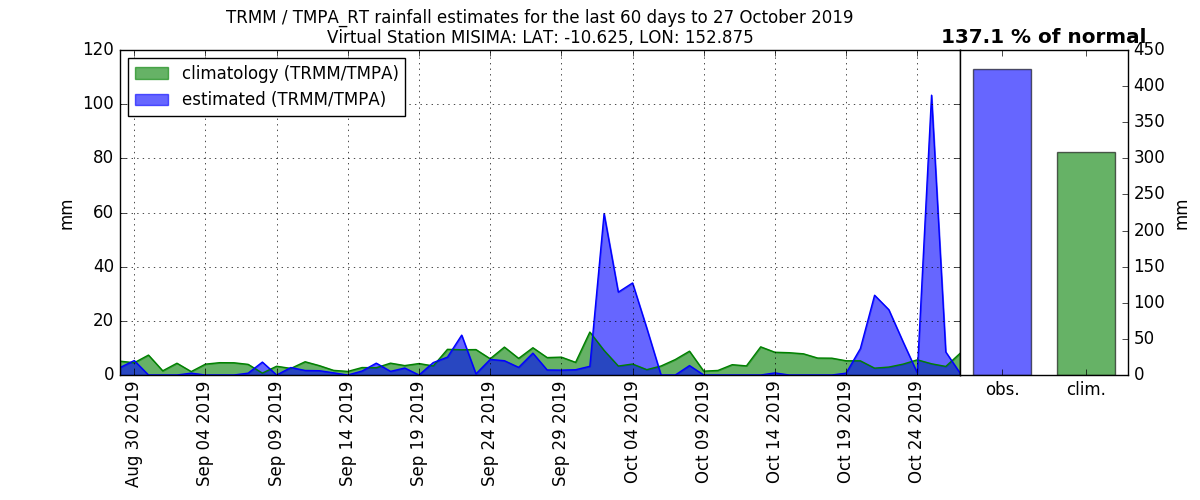 TRMM / TMPA_RT rainfall estimates for the last 60 days to 27 October 2019
Virtual Station MISIMA: LAT: -10.625, LON: 152.875
137.1 % of normal
climatology (TRMM/TMPA)
estimated (TRMM/TMPA)
120
100
80
60
40
20
0
mm
Aug 30 2019
Sep 04 2019
Sep 09 2019
Sep 14 2019
Sep 19 2019
Sep 24 2019
Sep 29 2019
Oct 04 2019
Oct 09 2019
Oct 14 2019
Oct 19 2019
Oct 24 2019
450
400
350
300
250
200
150
100
50
0
mm
obs.
clim.